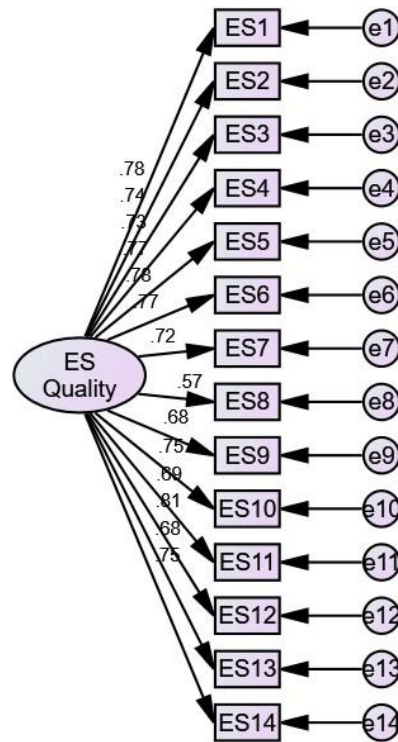 ES1 e1
ES2 e2
ES3 e3
ES4 e4
ES5 e5
ES6 e6
ES7 e7
ES8 e8
ES9 e9
ES10 e10
ES11 e11
ES12 e12
ES13 e13
ES14 e14
.78
.74
.73
.77
.78
.77
.72
.57
.68
.75
.69
.81
.68
.75
ES
Quality